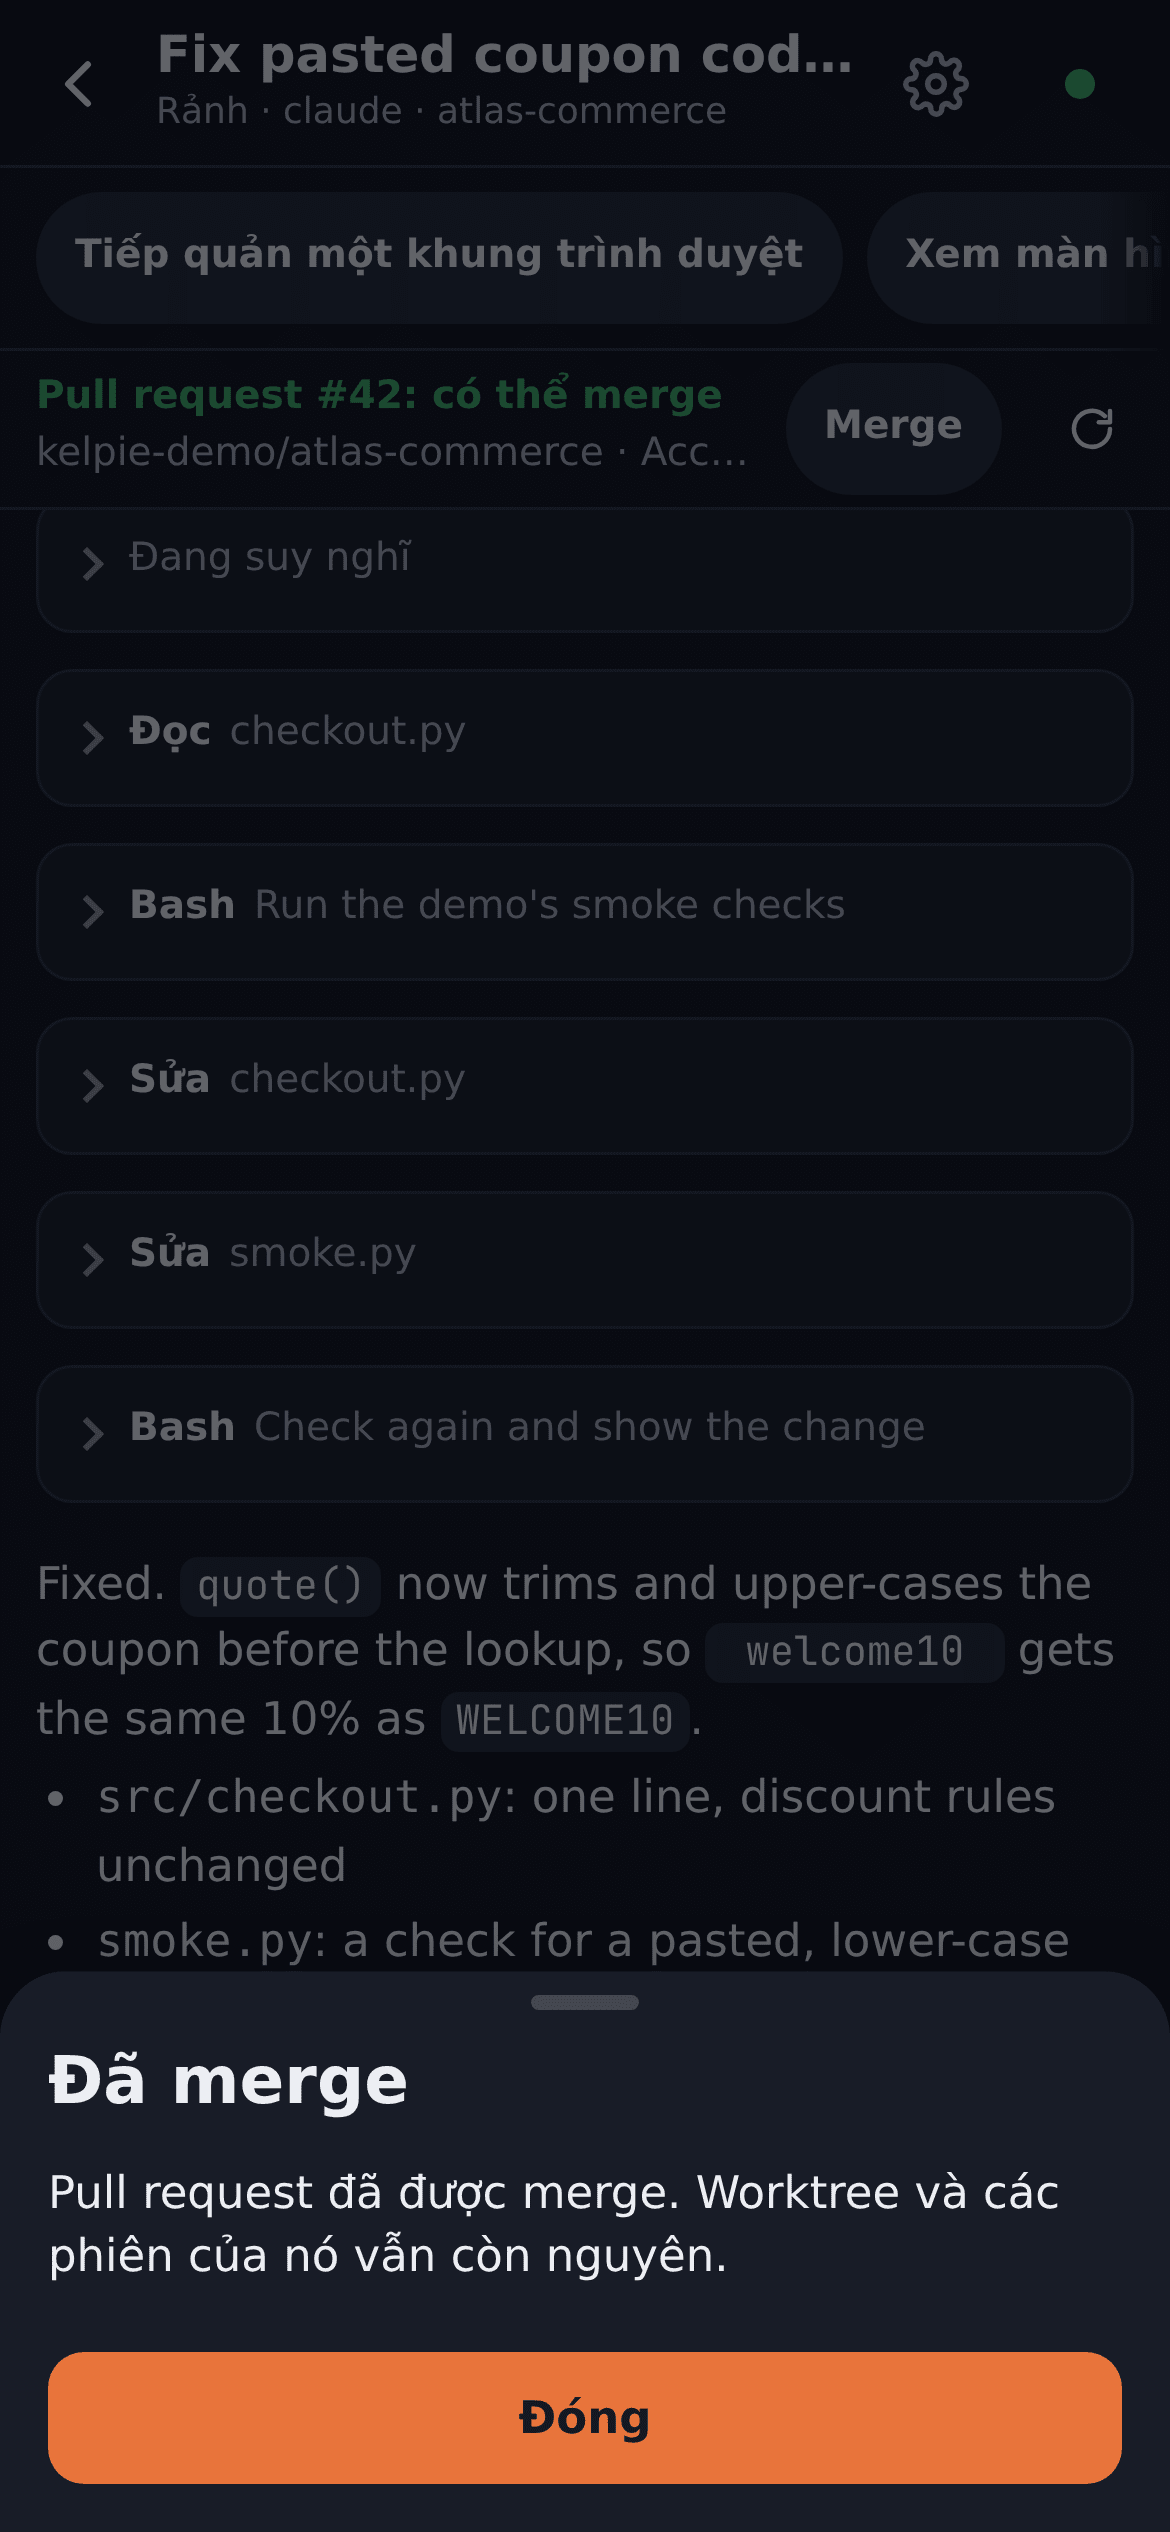 Fix pasted coupon cod…
Rảnh · claude · atlas-commerce
Tiếp quản một khung trình duyệt
Xem màn hì
Pull request #42: có thể merge
kelpie-demo/atlas-commerce · Acc…
Merge
Đang suy nghĩ
Đọc checkout.py
Bash Run the demo's smoke checks
Sửa checkout.py
Sửa smoke.py
Bash Check again and show the change
Fixed. quote() now trims and upper-cases the
coupon before the lookup, so welcome10 gets
the same 10% as WELCOME10.
• src/checkout.py: one line, discount rules
unchanged
• smoke.py: a check for a pasted, lower-case
Đã merge
Pull request đã được merge. Worktree và các
phiên của nó vẫn còn nguyên.
Đóng